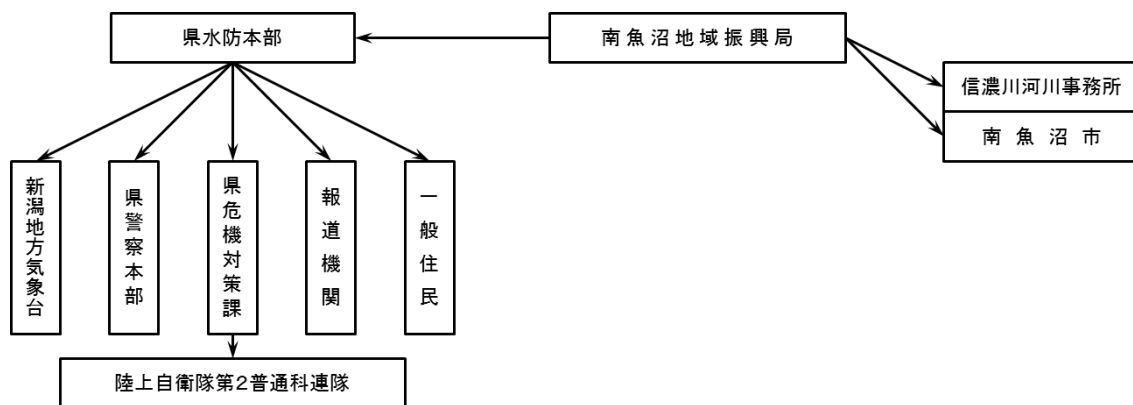 県水防本部
南魚沼地域振興局
信濃川河川事務所
南魚沼市
新潟地方気象台
県警察本部
県危機対策課
報道機関
一般住民
陸上自衛隊第2普通科連隊